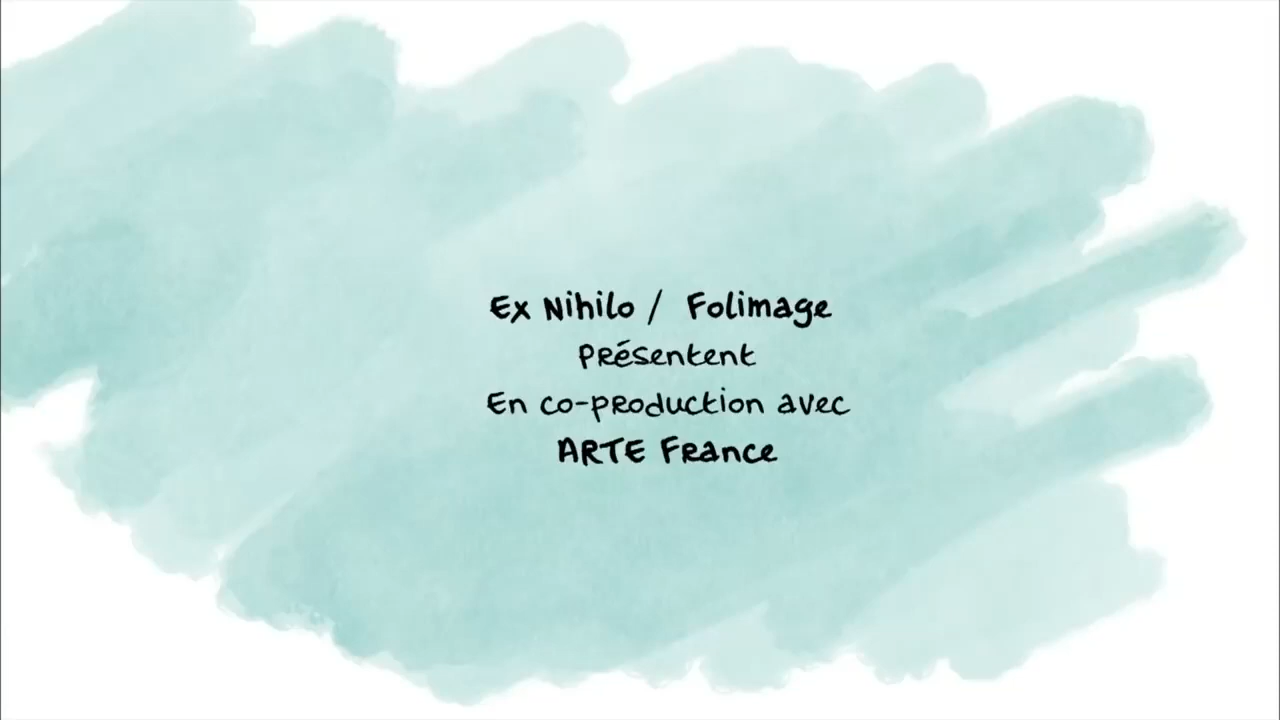 Ex Nihilo / Folimage
Présentent
En co-production avec
ARTE France